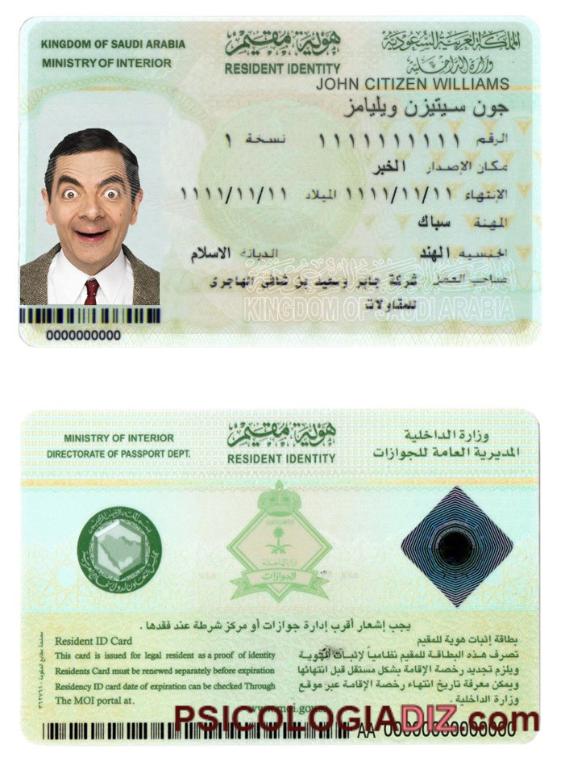 KINGDOM OF SAUDI ARABIA
MINISTRY OF INTERIOR
هوية مقيم
RESIDENT IDENTITY
المملكة العربية السعودية
وزارة الداخلية
JOHN CITIZEN WILLIAMS
جون سيتيزن ويليامز
الرقم ١١١١١١١١١١ نسخة ١
مكان الإصدار الخبر
الإنتهاء ١١١١/١١/١١ الميلاد ١١١١/١١/١١
المهنة سباك
الجنسية الهند الديانة الاسلام
صاحب العمل شركة جابر وسعيد بن شافى الهاجرى
للمقاولات
KINGDOM OF SAUDI ARABIA
0000000000
MINISTRY OF INTERIOR
DIRECTORATE OF PASSPORT DEPT.
هوية مقيم
RESIDENT IDENTITY
وزارة الداخلية
المديرية العامة للجوازات
الجوازات
يجب إشعار أقرب إدارة جوازات أو مركز شرطة عند فقدها .
Resident ID Card
This card is issued for legal resident as a proof of identity
Residents Card must be renewed separately before expiration
Residency ID card date of expiration can be checked Through
The MOI portal at.
بطاقة إثبات هوية للمقيم
تصرف هذه البطاقة للمقيم نظامياً لإثبات الهوية
ويلزم تجديد رخصة الإقامة بشكل مستقل قبل انتهائها
ويمكن معرفة تاريخ انتهاء رخصة الإقامة عبر موقع
وزارة الداخلية .
www.moi.gov.
PSICOLOGIADIZ.com
AA 00000000000000